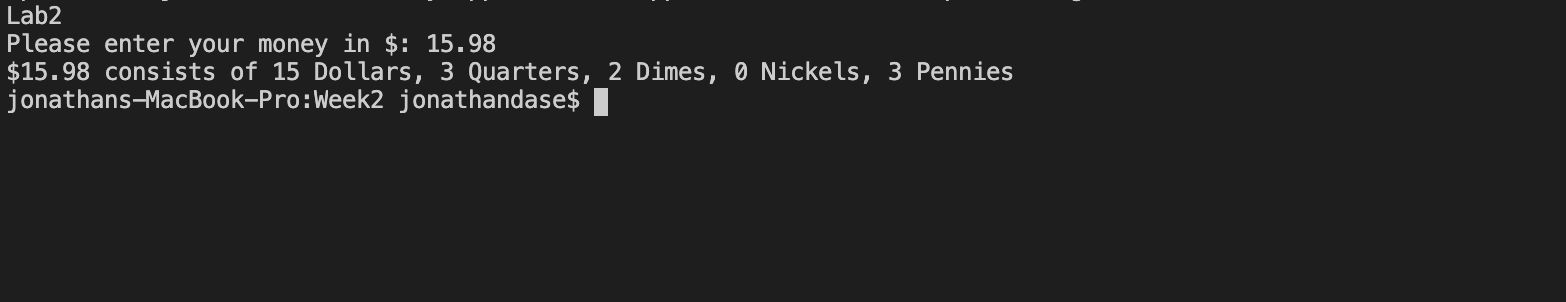 Lab2
Please enter your money in $: 15.98
$15.98 consists of 15 Dollars, 3 Quarters, 2 Dimes, 0 Nickels, 3 Pennies
jonathans-MacBook-Pro:Week2 jonathandase$